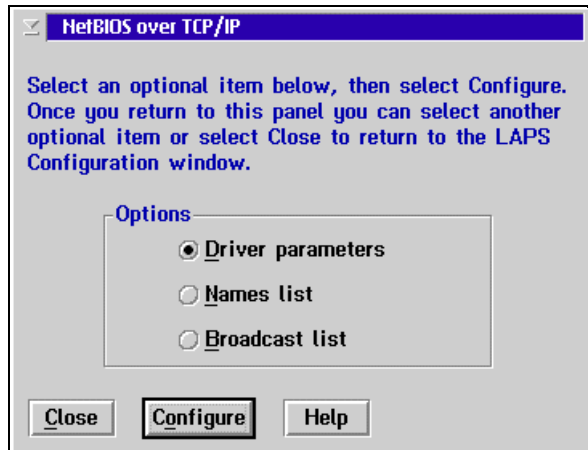 NetBIOS over TCP/IP
Select an optional item below, then select Configure.
Once you return to this panel you can select another
optional item or select Close to return to the LAPS
Configuration window.
Options
Driver parameters
Names list
Broadcast list
Close Configure Help